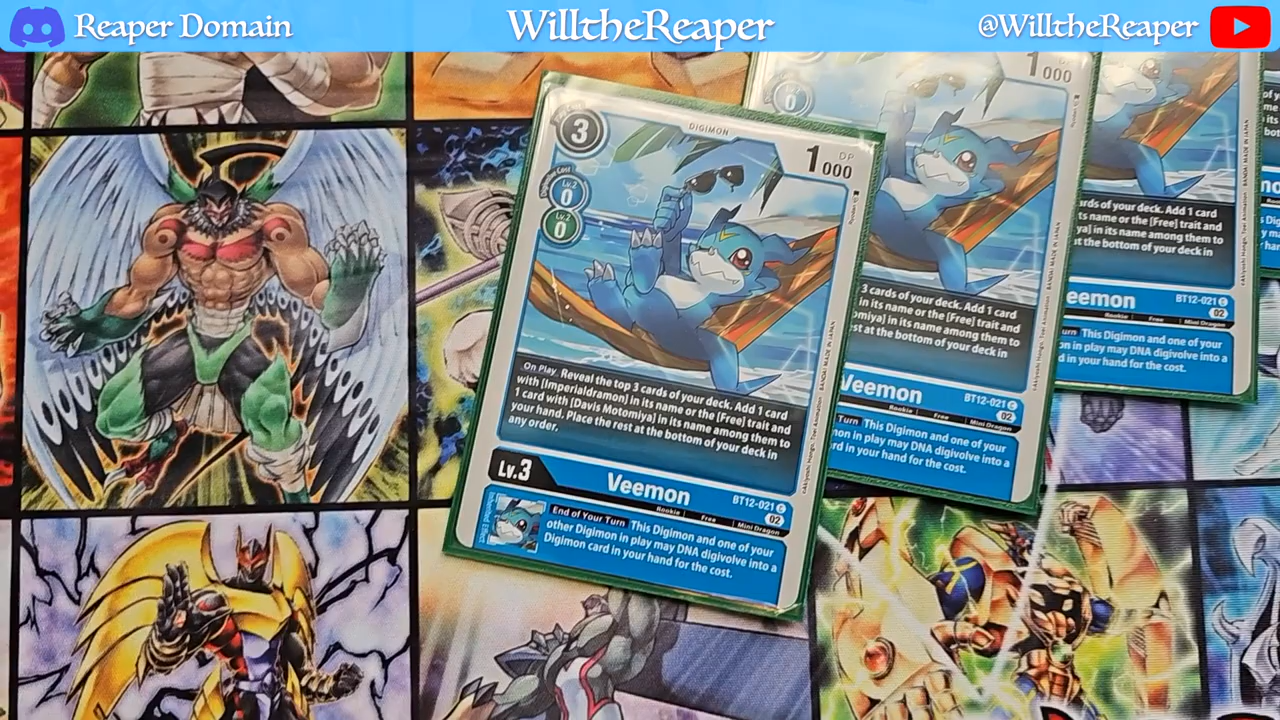 Reaper Domain
WilltheReaper
@WilltheReaper
3
DIGIMON
DP
1000
Lv.2
0
Lv.2
0
On Play Reveal the top 3 cards of your deck. Add 1 card
with [Imperialdramon] in its name or the [Free] trait and
1 card with [Davis Motomiya] in its name among them to
your hand. Place the rest at the bottom of your deck in
any order.
Lv.3
Veemon
BT12-021 C
02
Rookie Free Mini Dragon
End of Your Turn This Digimon and one of your
other Digimon in play may DNA digivolve into a
Digimon card in your hand for the cost.
0
1000
3 cards of your deck. Add 1 card
in its name or the [Free] trait and
in its name among them to
at the bottom of your deck in
Veemon
BT12-021 C
02
Rookie Free Mini Dragon
Turn This Digimon and one of your
in play may DNA digivolve into a
in your hand for the cost.
of your deck. Add 1 card
its name or the [Free] trait and
in its name among them to
at the bottom of your deck in
BT12-021 C
02
Rookie Free Mini Dragon
This Digimon and one of your
in play may DNA digivolve into a
in your hand for the cost.